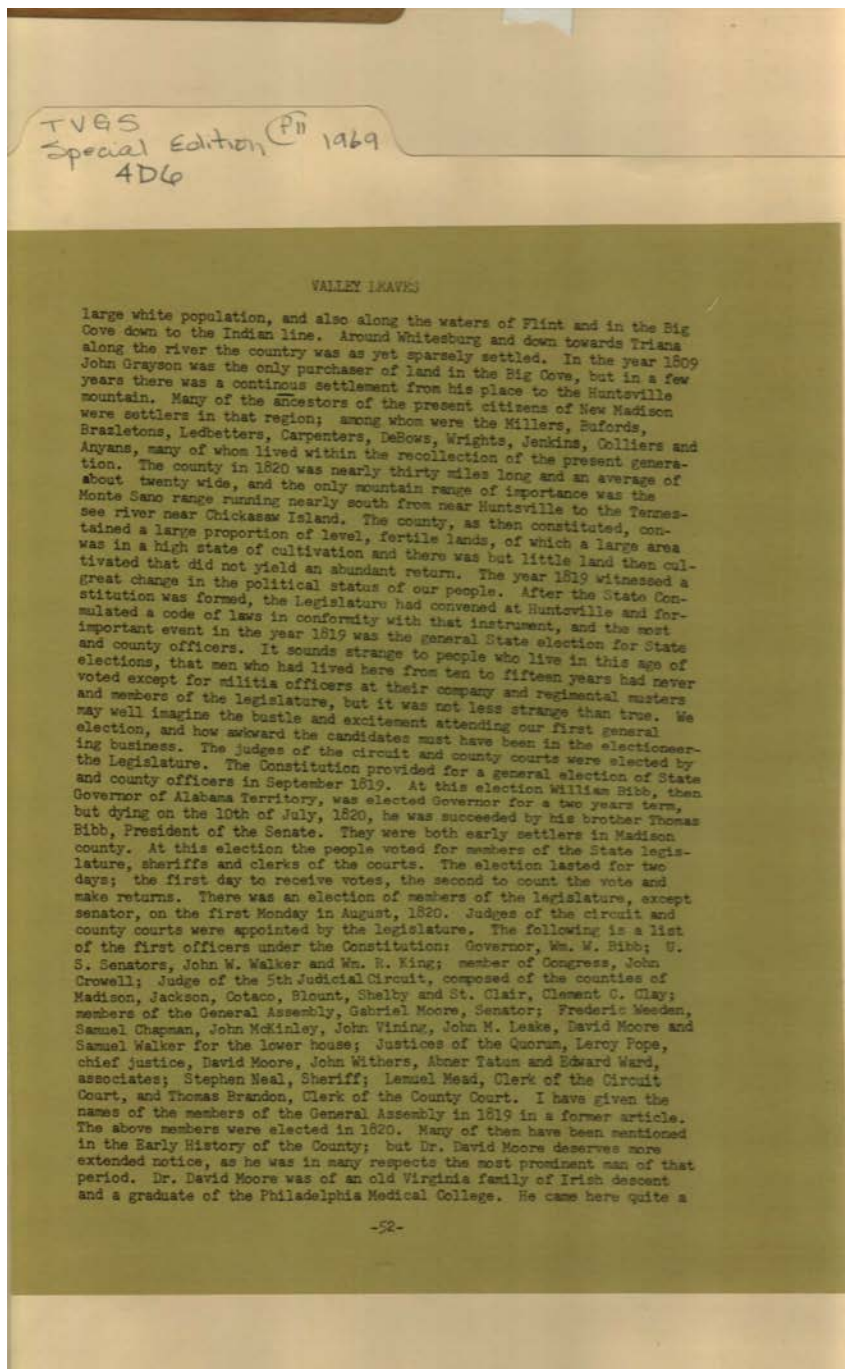 TVGS
Special Edition PII 1969
4D6
VALLEY LEAVES
large white population, and also along the waters of Flint and in the Big
Cove down to the Indian line. Around Whitesburg and down towards Triana
along the river the country was as yet sparsely settled. In the year 1809
John Grayson was the only purchaser of land in the Big Cove, but in a few
years there was a continous settlement from his place to the Huntsville
mountain. Many of the ancestors of the present citizens of New Madison
were settlers in that region; among whom were the Millers, Bufords,
Brazletons, Ledbetters, Carpenters, DeBows, Wrights, Jenkins, Colliers and
Anyans, many of whom lived within the recollection of the present genera-
tion. The county in 1820 was nearly thirty miles long and an average of
about twenty wide, and the only mountain range of importance was the
Monte Sano range running nearly south from near Huntsville to the Tennes-
see river near Chickasaw Island. The county, as then constituted, con-
tained a large proportion of level, fertile lands, of which a large area
was in a high state of cultivation and there was but little land then cul-
tivated that did not yield an abundant return. The year 1819 witnessed a
great change in the political status of our people. After the State Con-
stitution was formed, the Legislature had convened at Huntsville and for-
mulated a code of laws in conformity with that instrument, and the most
important event in the year 1819 was the general State election for State
and county officers. It sounds strange to people who live in this age of
elections, that men who had lived here from ten to fifteen years had never
voted except for militia officers at their company and regimental musters
and members of the legislature, but it was not less strange than true. We
may well imagine the bustle and excitement attending our first general
election, and how awkward the candidates must have been in the electioneer-
ing business. The judges of the circuit and county courts were elected by
the Legislature. The Constitution provided for a general election of State
and county officers in September 1819. At this election William Bibb, then
Governor of Alabama Territory, was elected Governor for a two years term,
but dying on the 10th of July, 1820, he was succeeded by his brother Thomas
Bibb, President of the Senate. They were both early settlers in Madison
county. At this election the people voted for members of the State legis-
lature, sheriffs and clerks of the courts. The election lasted for two
days; the first day to receive votes, the second to count the vote and
make returns. There was an election of members of the legislature, except
senator, on the first Monday in August, 1820. Judges of the circuit and
county courts were appointed by the legislature. The following is a list
of the first officers under the Constitution: Governor, Wm. W. Bibb; U.
S. Senators, John W. Walker and Wm. R. King; member of Congress, John
Crowell; Judge of the 5th Judicial Circuit, composed of the counties of
Madison, Jackson, Cotaco, Blount, Shelby and St. Clair, Clement C. Clay;
members of the General Assembly, Gabriel Moore, Senator; Frederic Weeden,
Samuel Chapman, John McKinley, John Vining, John M. Leake, David Moore and
Samuel Walker for the lower house; Justices of the Quorum, Leroy Pope,
chief justice, David Moore, John Withers, Abner Tatum and Edward Ward,
associates; Stephen Neal, Sheriff; Lemuel Mead, Clerk of the Circuit
Court, and Thomas Brandon, Clerk of the County Court. I have given the
names of the members of the General Assembly in 1819 in a former article.
The above members were elected in 1820. Many of them have been mentioned
in the Early History of the County; but Dr. David Moore deserves more
extended notice, as he was in many respects the most prominent man of that
period. Dr. David Moore was of an old Virginia family of Irish descent
and a graduate of the Philadelphia Medical College. He came here quite a
-52-